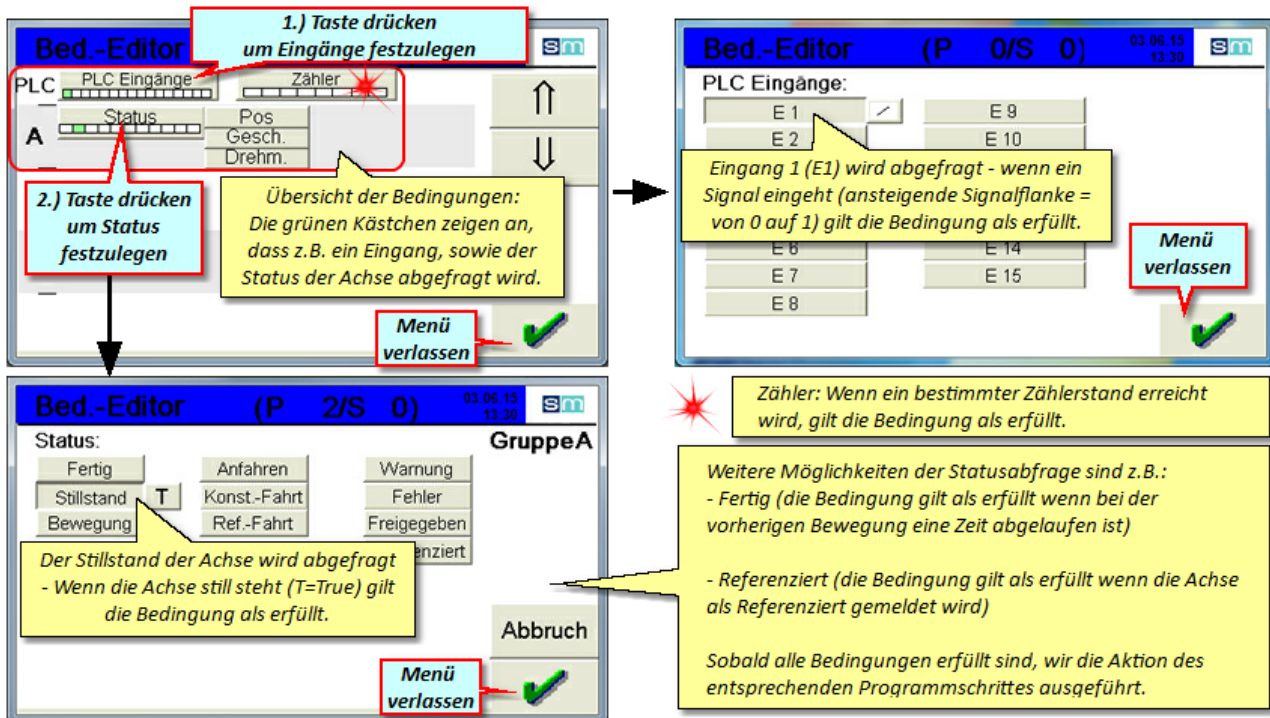 1.) Taste drücken
um Eingänge festzulegen
Bed.-Editor
sm
PLC
PLC Eingänge
Zähler
A
Status
Pos
Gesch.
Drehm.
2.) Taste drücken
um Status
festzulegen
Übersicht der Bedingungen:
Die grünen Kästchen zeigen an,
dass z.B. ein Eingang, sowie der
Status der Achse abgefragt wird.
Menü
verlassen
Bed.-Editor (P 0/S 0) 03.06.15
13:30
sm
PLC Eingänge:
E 1
E 9
E 2
E 10
Eingang 1 (E1) wird abgefragt - wenn ein
Signal eingeht (ansteigende Signalflanke =
von 0 auf 1) gilt die Bedingung als erfüllt.
E 6
E 14
E 7
E 15
E 8
Menü
verlassen
Bed.-Editor (P 2/S 0) 03.06.15
13:30
sm
Status:
GruppeA
Fertig
Anfahren
Warnung
Stillstand
T
Konst.-Fahrt
Fehler
Bewegung
Ref.-Fahrt
Freigegeben
enziert
Der Stillstand der Achse wird abgefragt
- Wenn die Achse still steht (T=True) gilt
die Bedingung als erfüllt.
Abbruch
Menü
verlassen
Zähler: Wenn ein bestimmter Zählerstand erreicht
wird, gilt die Bedingung als erfüllt.
Weitere Möglichkeiten der Statusabfrage sind z.B.:
- Fertig (die Bedingung gilt als erfüllt wenn bei der
vorherigen Bewegung eine Zeit abgelaufen ist)
- Referenziert (die Bedingung gilt als erfüllt wenn die Achse
als Referenziert gemeldet wird)
Sobald alle Bedingungen erfüllt sind, wir die Aktion des
entsprechenden Programmschrittes ausgeführt.